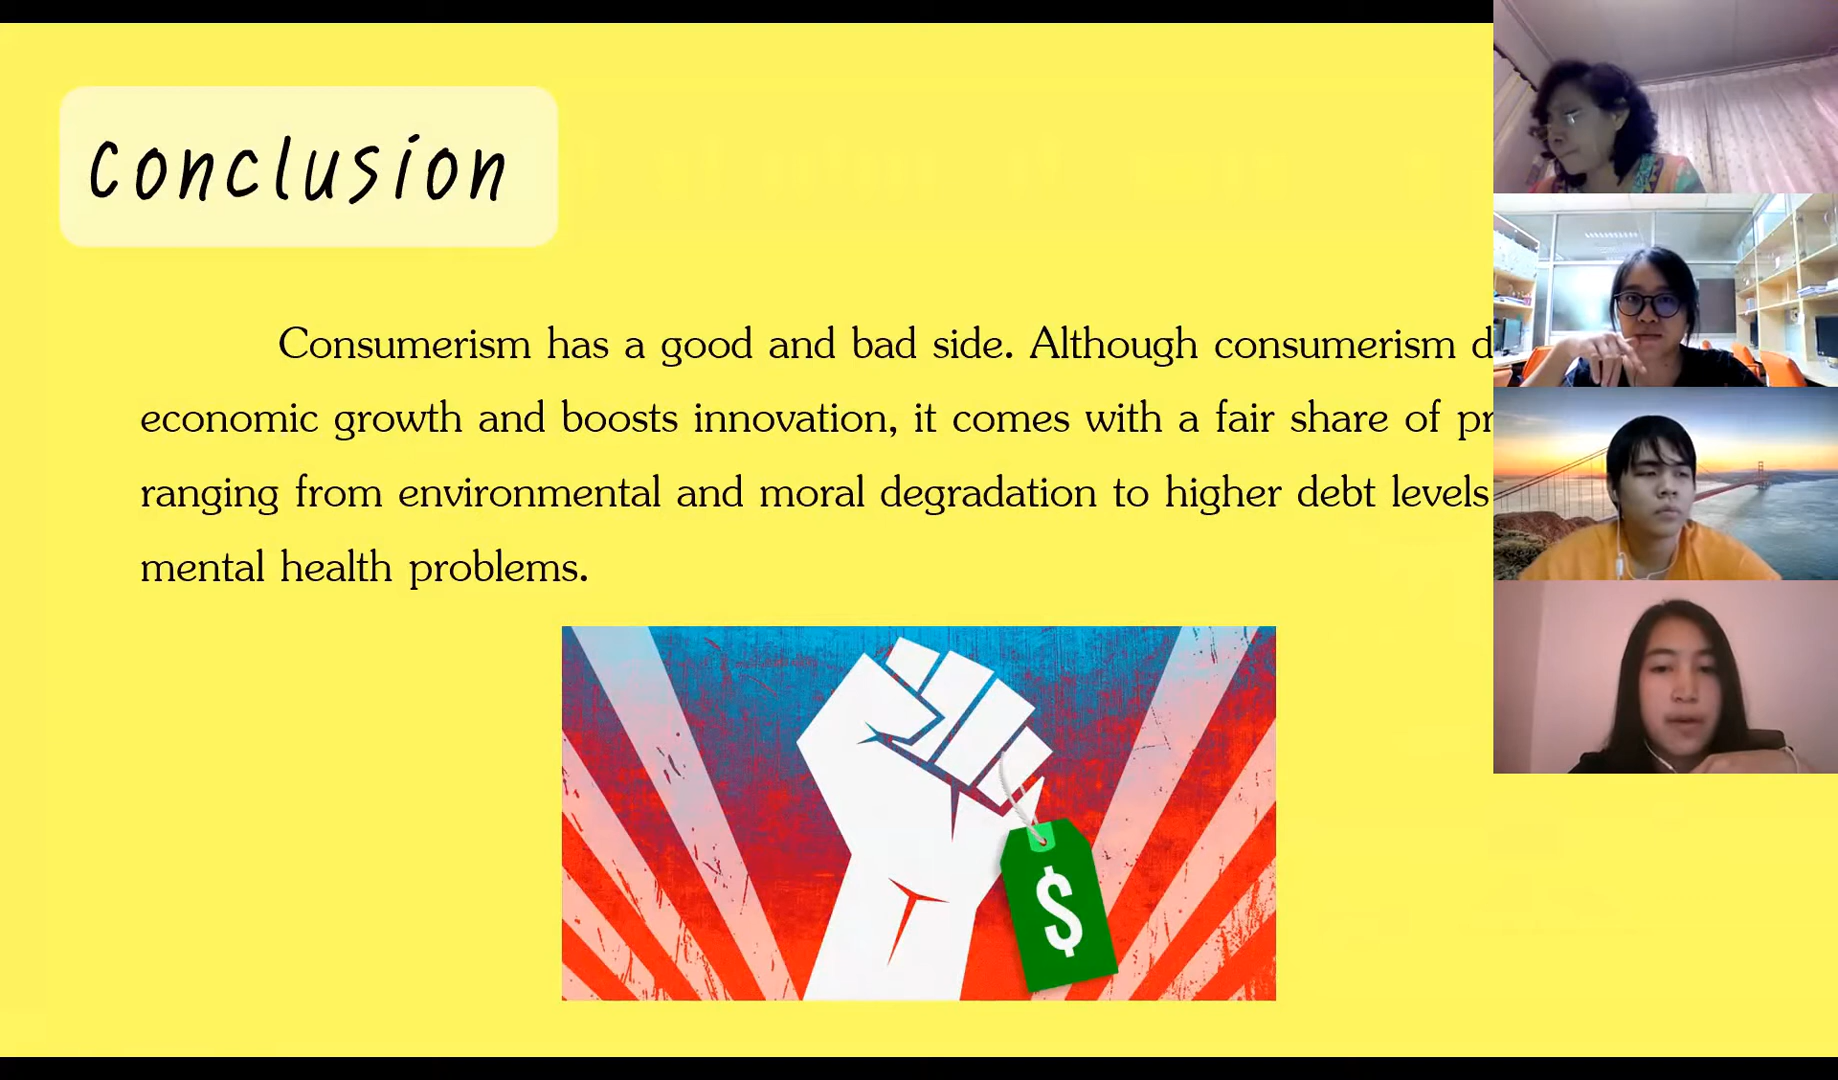 Conclusion
Consumerism has a good and bad side. Although consumerism
economic growth and boosts innovation, it comes with a fair share of
ranging from environmental and moral degradation to higher debt levels
mental health problems.
$